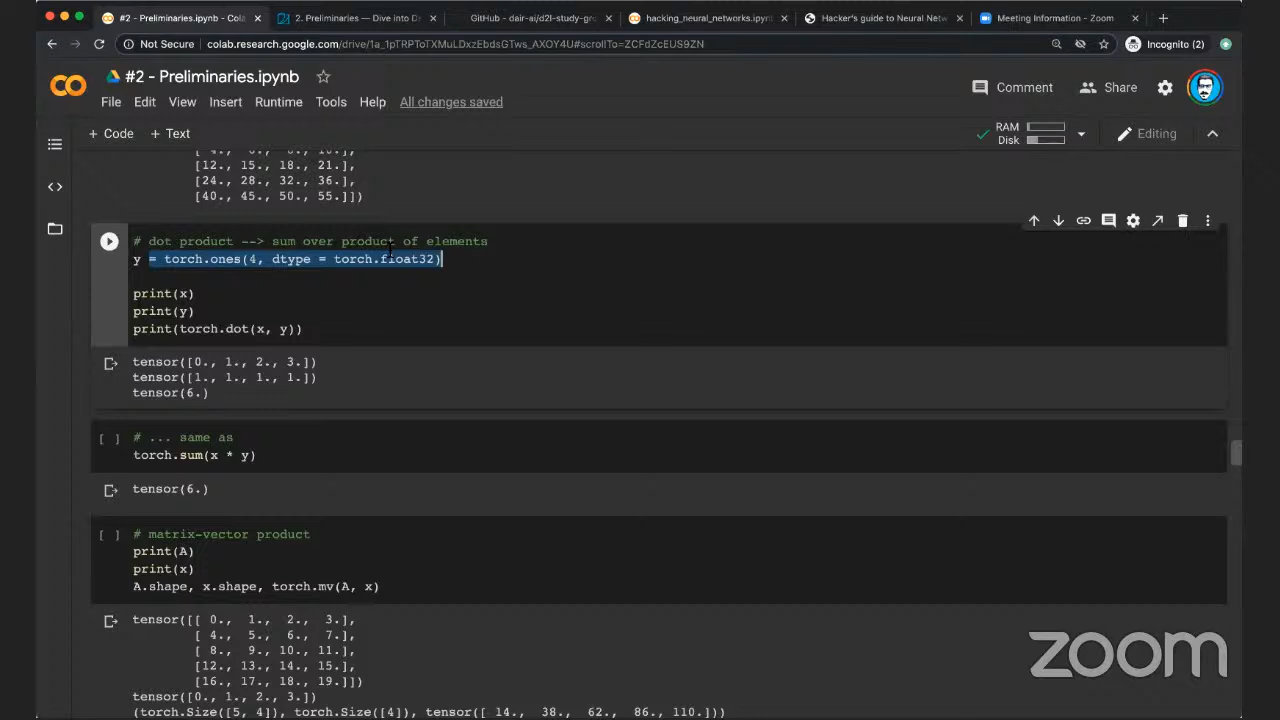 #2 - Preliminaries.ipynb - Cola
2. Preliminaries — Dive into D
GitHub - dair-ai/d2l-study-gro
hacking_neural_networks.ipynb
Hacker's guide to Neural Netw
Meeting Information - Zoom
Not Secure
colab.research.google.com/drive/1a_1pTRPToTXMuLDxzEbdsGTws_AXOY4U#scrollTo=ZCFdZcEUS9ZN
Incognito (2)
#2 - Preliminaries.ipynb
Comment
Share
File Edit View Insert Runtime Tools Help All changes saved
+ Code + Text
RAM
Disk
Editing
[12., 15., 18., 21.],
[24., 28., 32., 36.],
[40., 45., 50., 55.]])
# dot product --> sum over product of elements
y = torch.ones(4, dtype = torch.float32)
print(x)
print(y)
print(torch.dot(x, y))
tensor([0., 1., 2., 3.])
tensor([1., 1., 1., 1.])
tensor(6.)
[ ] # ... same as
torch.sum(x * y)
tensor(6.)
[ ] # matrix-vector product
print(A)
print(x)
A.shape, x.shape, torch.mv(A, x)
tensor([[ 0., 1., 2., 3.],
[ 4., 5., 6., 7.],
[ 8., 9., 10., 11.],
[12., 13., 14., 15.],
[16., 17., 18., 19.]])
tensor([0., 1., 2., 3.])
(torch.Size([5, 4]), torch.Size([4]), tensor([ 14., 38., 62., 86., 110.]))
zoom